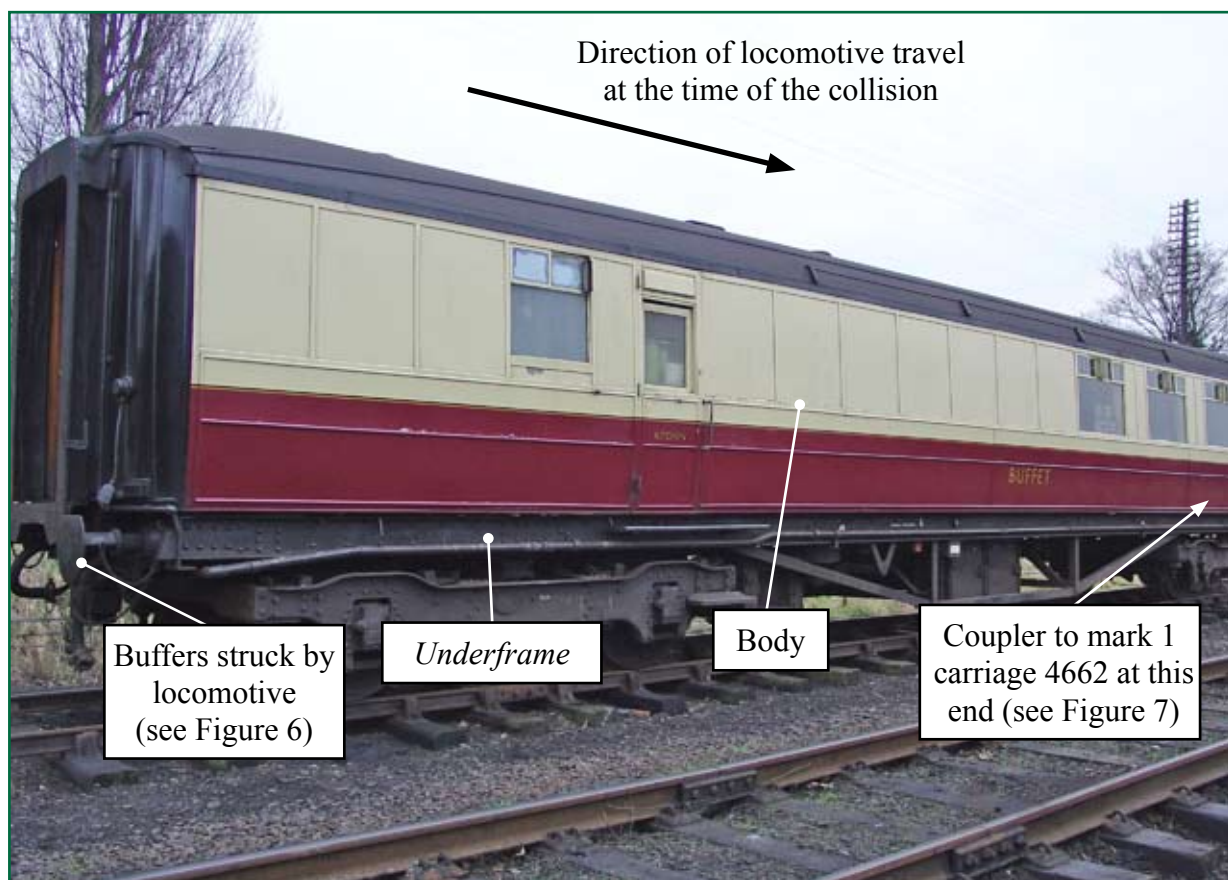 Direction of locomotive travel
at the time of the collision
BUFFET
Buffers struck by
locomotive
(see Figure 6)
Underframe
Body
Coupler to mark 1
carriage 4662 at this
end (see Figure 7)